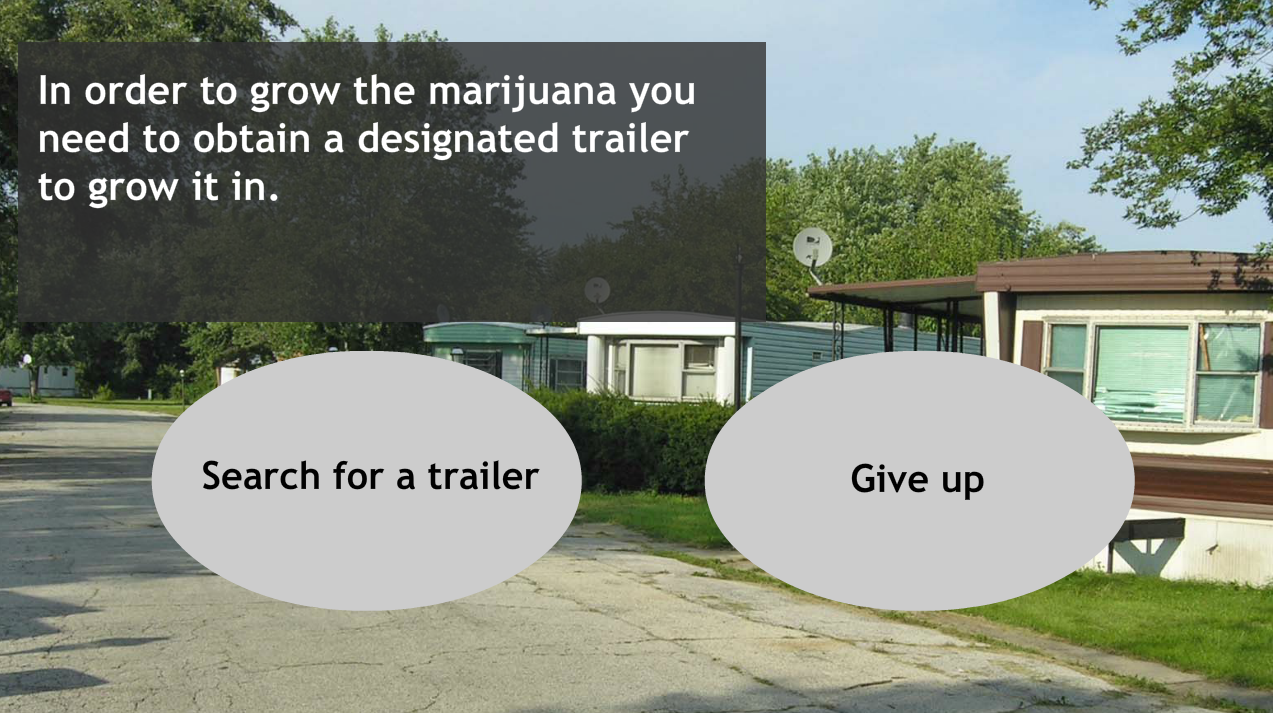 In order to grow the marijuana you
need to obtain a designated trailer
to grow it in.
Search for a trailer
Give up